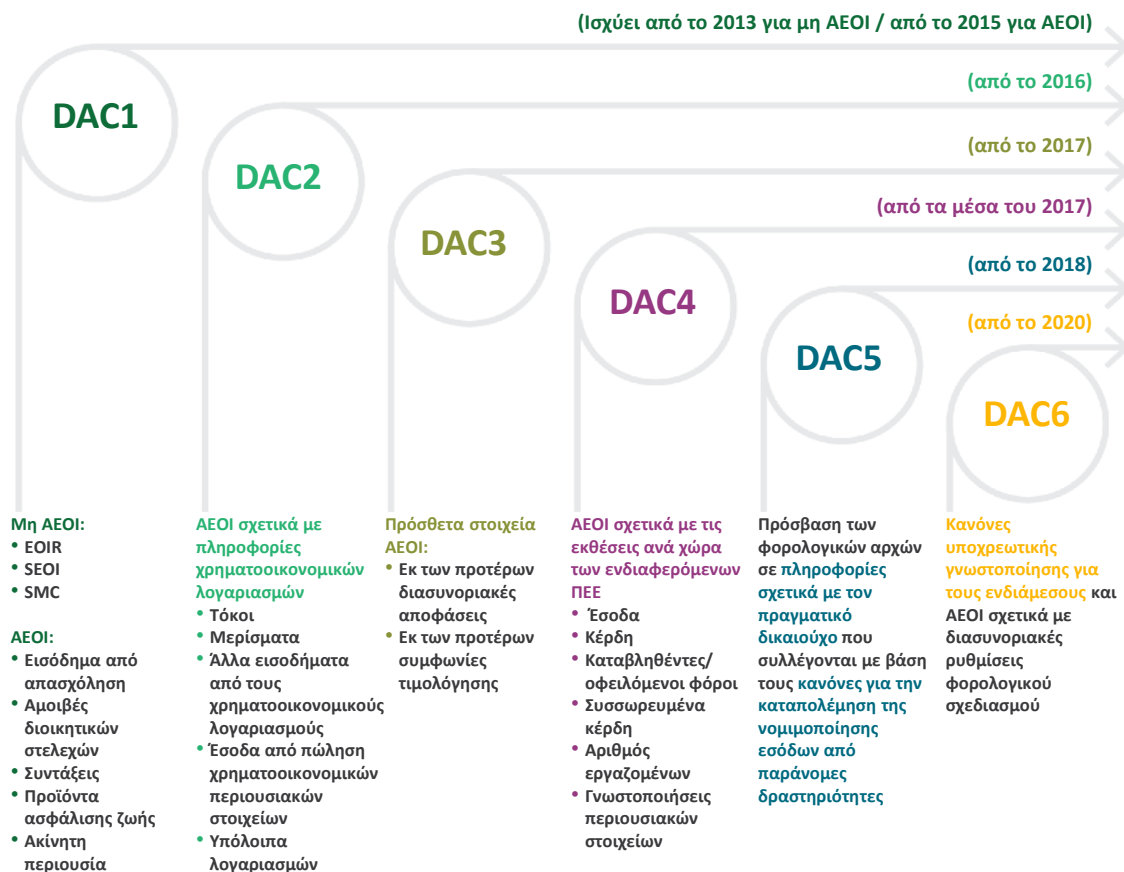 (Ισχύει από το 2013 για μη AEOI / από το 2015 για AEOI)
DAC1
(από το 2016)
DAC2
(από το 2017)
DAC3
(από τα μέσα του 2017)
DAC4
(από το 2018)
DAC5
(από το 2020)
DAC6
Μη AEOI:
• EOIR
• SEOI
• SMC
AEOI:
• Εισόδημα από
απασχόληση
• Αμοιβές
διοικητικών
στελεχών
• Συντάξεις
• Προϊόντα
ασφάλισης ζωής
• Ακίνητη
περιουσία
AEOI σχετικά με
πληροφορίες
χρηματοοικονομικών
λογαριασμών
• Τόκοι
• Μερίσματα
• Άλλα εισοδήματα
από τους
χρηματοοικονομικούς
λογαριασμούς
• Έσοδα από πώληση
χρηματοοικονομικών
περιουσιακών
στοιχείων
• Υπόλοιπα
λογαριασμών
Πρόσθετα στοιχεία
AEOI:
• Εκ των προτέρων
διασυνοριακές
αποφάσεις
• Εκ των προτέρων
συμφωνίες
τιμολόγησης
AEOI σχετικά με τις
εκθέσεις ανά χώρα
των ενδιαφερόμενων
ΠΕΕ
• Έσοδα
• Κέρδη
• Καταβληθέντες/
οφειλόμενοι φόροι
• Συσσωρευμένα
κέρδη
• Αριθμός
εργαζομένων
• Γνωστοποιήσεις
περιουσιακών
στοιχείων
Πρόσβαση των
φορολογικών αρχών
σε πληροφορίες
σχετικά με τον
πραγματικό
δικαιούχο που
συλλέγονται με βάση
τους κανόνες για την
καταπολέμηση της
νομιμοποίησης
εσόδων από
παράνομες
δραστηριότητες
Κανόνες
υποχρεωτικής
γνωστοποίησης για
τους ενδιάμεσους και
AEOI σχετικά με
διασυνοριακές
ρυθμίσεις
φορολογικού
σχεδιασμού